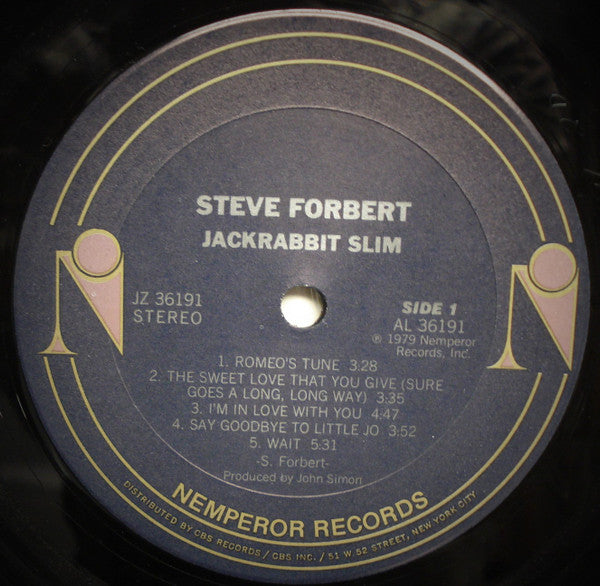 STEVE FORBERT
JACKRABBIT SLIM
JZ 36191
STEREO
SIDE 1
AL 36191
℗ 1979 Nemperor
Records, Inc.
1. ROMEO'S TUNE 3:28
2. THE SWEET LOVE THAT YOU GIVE (SURE
GOES A LONG, LONG WAY) 3:35
3. I'M IN LOVE WITH YOU 4:47
4. SAY GOODBYE TO LITTLE JO 3:52
5. WAIT 5:31
-S. Forbert-
Produced by John Simon
NEMPEROR RECORDS
DISTRIBUTED BY CBS RECORDS / CBS INC. / 51 W. 52 STREET, NEW YORK CITY